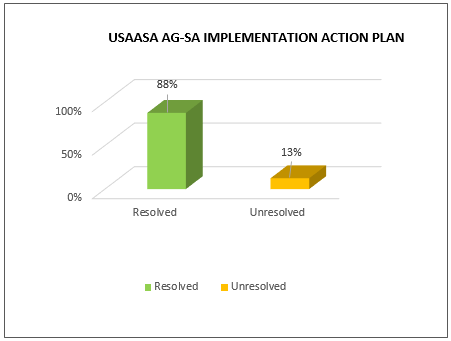 USAASA AG-SA IMPLEMENTATION ACTION PLAN
88%
100%
13%
50%
0%
Resolved Unresolved
Resolved Unresolved